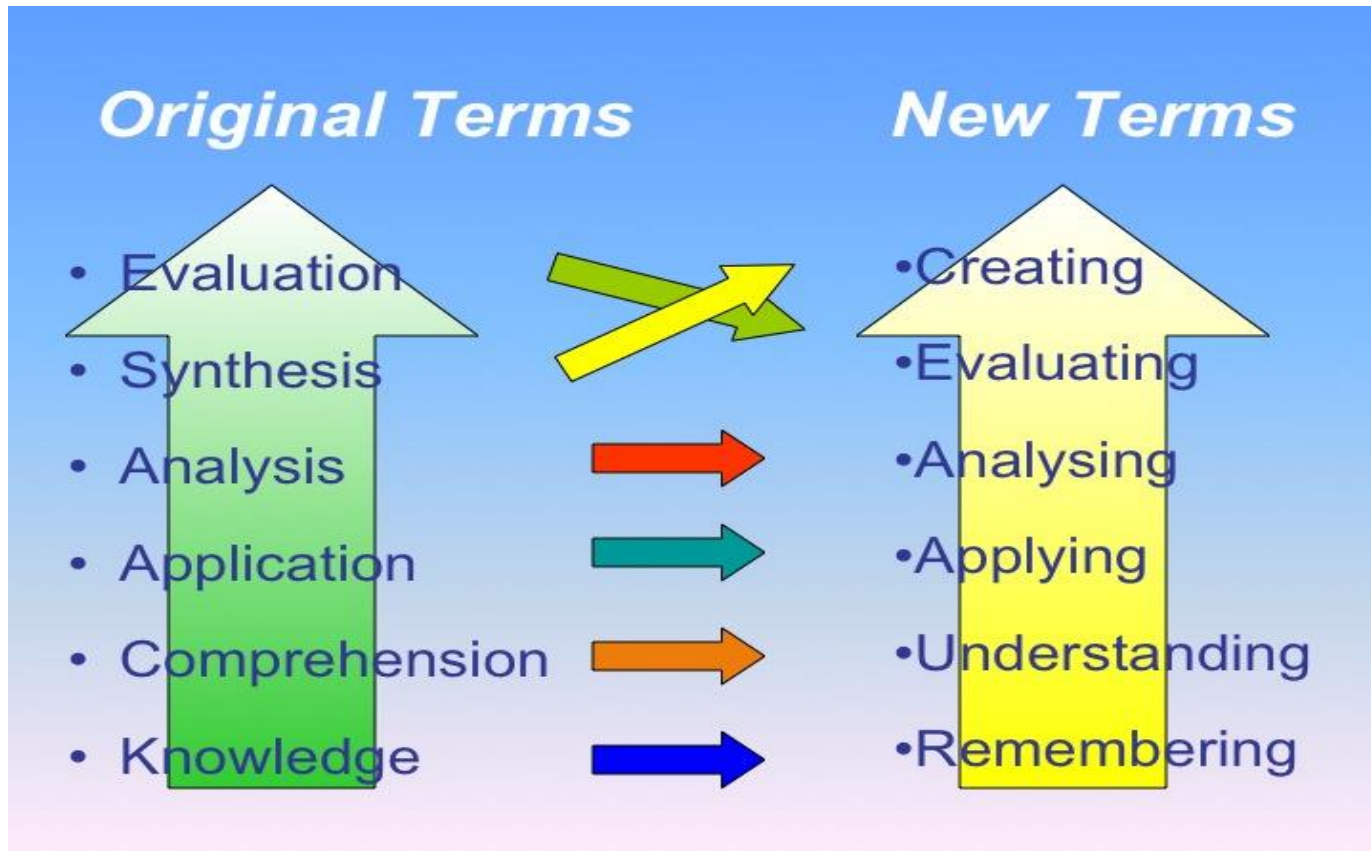 Original Terms
New Terms
• Evaluation
• Synthesis
• Analysis
• Application
• Comprehension
• Knowledge
•Creating
•Evaluating
•Analysing
•Applying
•Understanding
•Remembering